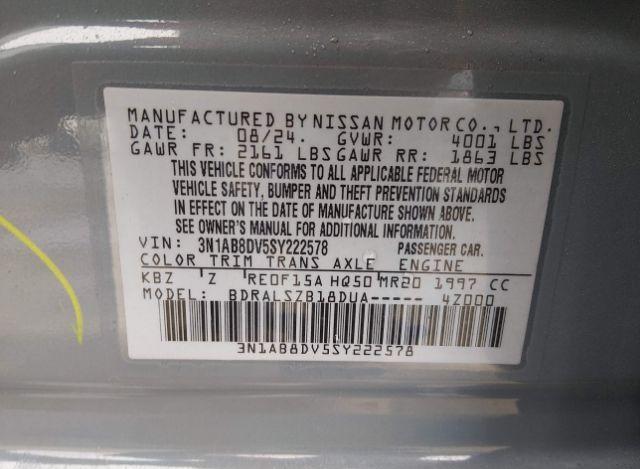 MANUFACTURED BY NISSAN MOTOR CO., LTD.
DATE: 08/24. GVWR: 4001 LBS
GAWR FR: 2161 LBS GAWR RR: 1863 LBS
THIS VEHICLE CONFORMS TO ALL APPLICABLE FEDERAL MOTOR
VEHICLE SAFETY, BUMPER AND THEFT PREVENTION STANDARDS
IN EFFECT ON THE DATE OF MANUFACTURE SHOWN ABOVE.
SEE OWNER'S MANUAL FOR ADDITIONAL INFORMATION.
VIN: 3N1AB8DV5SY222578 PASSENGER CAR.
COLOR TRIM TRANS AXLE ENGINE
KBZ Z RE0F15A HQ50 MR20 1997 CC
MODEL: BDRALSZB18DUA----- 4Z000
3N1AB8DV5SY222578